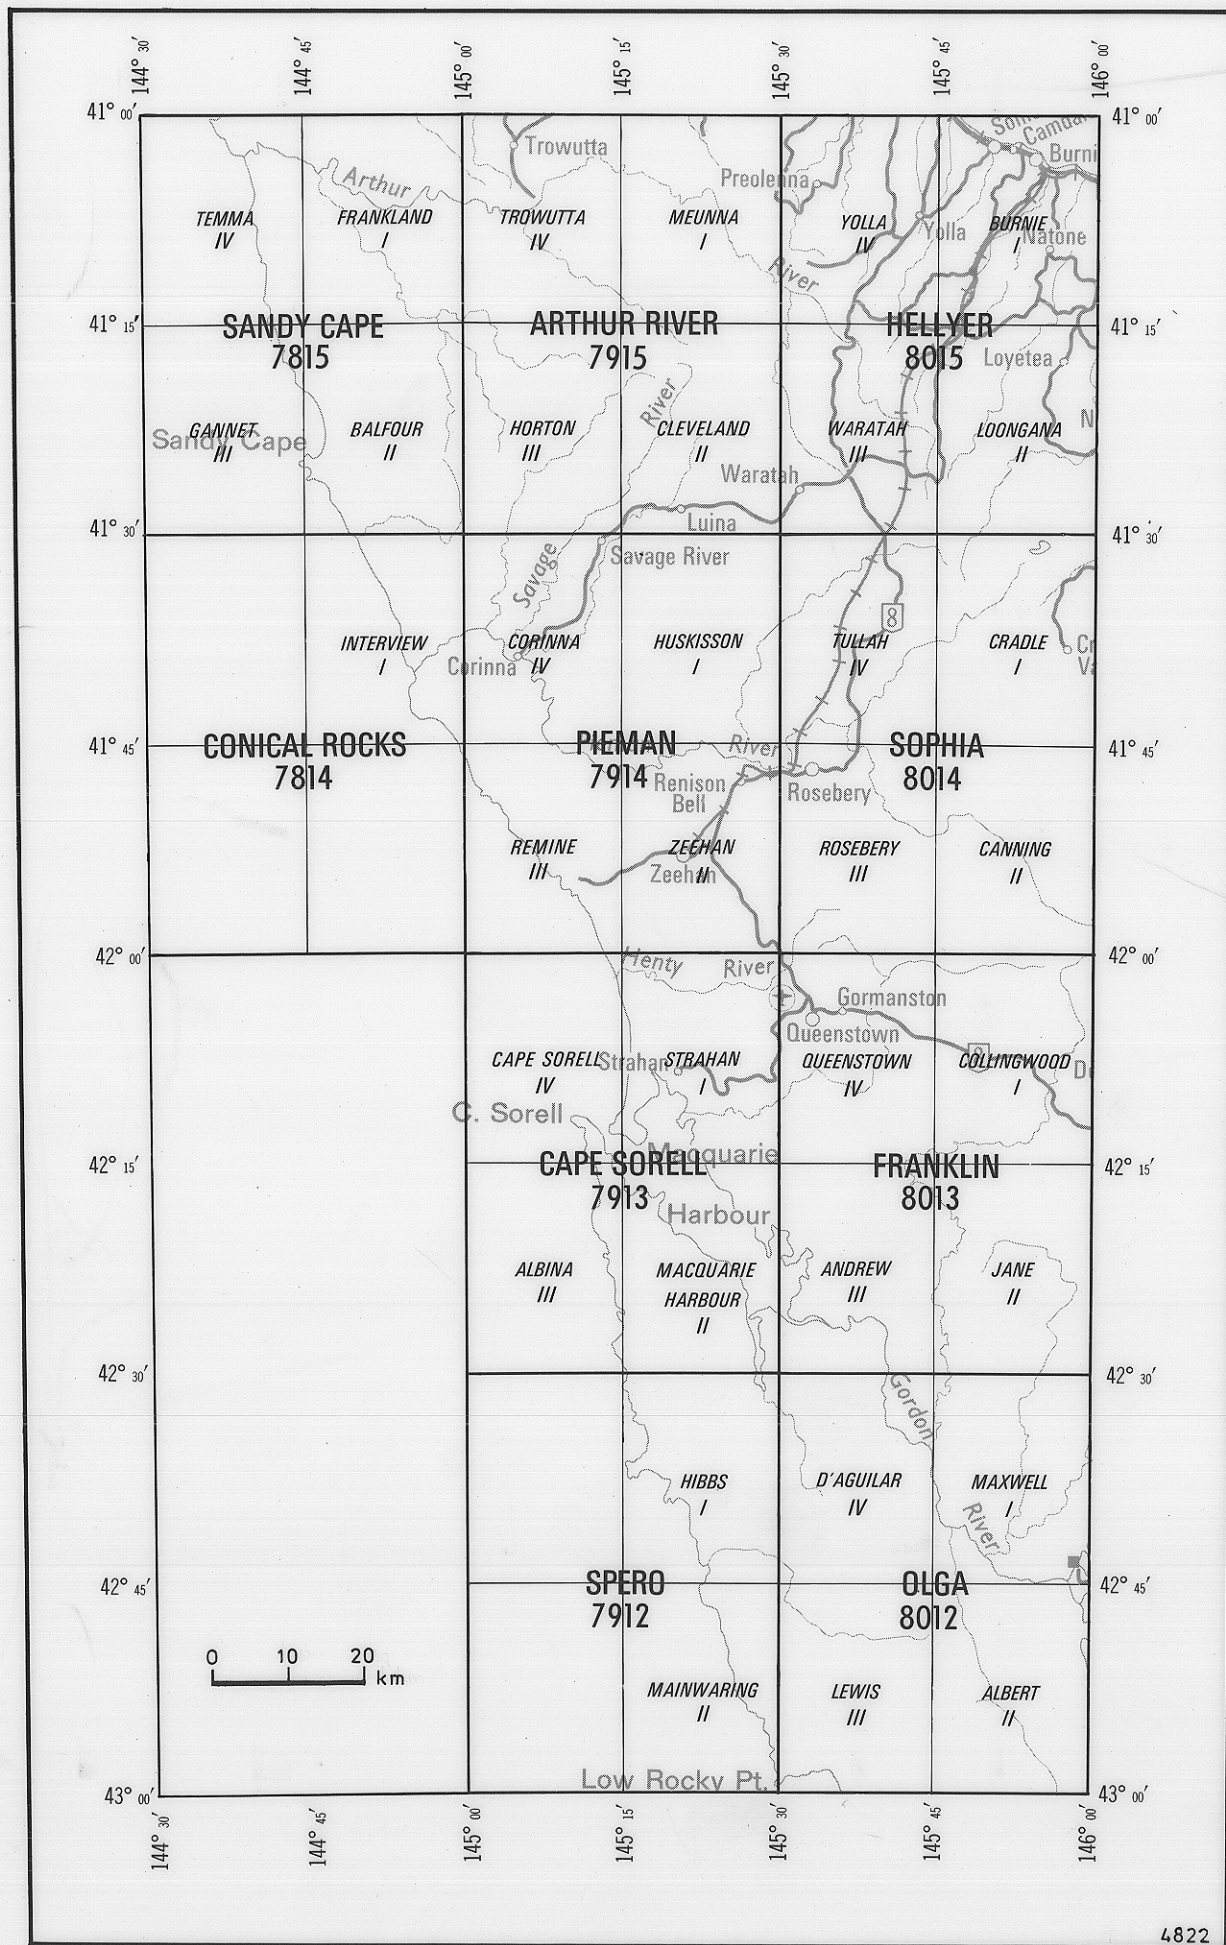 144° 30′
144° 45′
145° 00′
145° 15′
145° 30′
145° 45′
146° 00′
41° 00′
41° 00′
Trowutta
Camda
Burni
Preolenna
Arthur
TEMMA
IV
FRANKLAND
I
TROWUTTA
IV
MEUNNA
I
YOLLA
IV
Yolla
BURNIE
I
Natone
River
41° 15′
SANDY CAPE
7815
ARTHUR RIVER
7915
HELLYER
8015
41° 15′
Loyetea
River
GANNET
III
Sandy Cape
BALFOUR
II
HORTON
III
CLEVELAND
II
WARATAH
III
LOONGANA
II
N
Waratah
Luina
41° 30′
41° 30′
Savage River
Savage
8
INTERVIEW
I
CORINNA
IV
Corinna
HUSKISSON
I
TULLAH
IV
CRADLE
I
Cr
Va
41° 45′
CONICAL ROCKS
7814
PIEMAN
7914
River
SOPHIA
8014
41° 45′
Renison
Bell
Rosebery
REMINE
III
ZEEHAN
II
Zeehan
ROSEBERY
III
CANNING
II
42° 00′
42° 00′
Henty
River
Gormanston
Queenstown
CAPE SORELL
IV
Strahan
STRAHAN
I
QUEENSTOWN
IV
8
COLLINGWOOD
I
D
C. Sorell
Macquarie
42° 15′
CAPE SORELL
7913
FRANKLIN
8013
42° 15′
Harbour
ALBINA
III
MACQUARIE
HARBOUR
II
ANDREW
III
JANE
II
42° 30′
42° 30′
Gordon
HIBBS
I
D'AGUILAR
IV
MAXWELL
I
River
42° 45′
SPERO
7912
OLGA
8012
42° 45′
0 10 20
km
MAINWARING
II
LEWIS
III
ALBERT
II
Low Rocky Pt.
43° 00′
43° 00′
144° 30′
144° 45′
145° 00′
145° 15′
145° 30′
145° 45′
146° 00′
4822